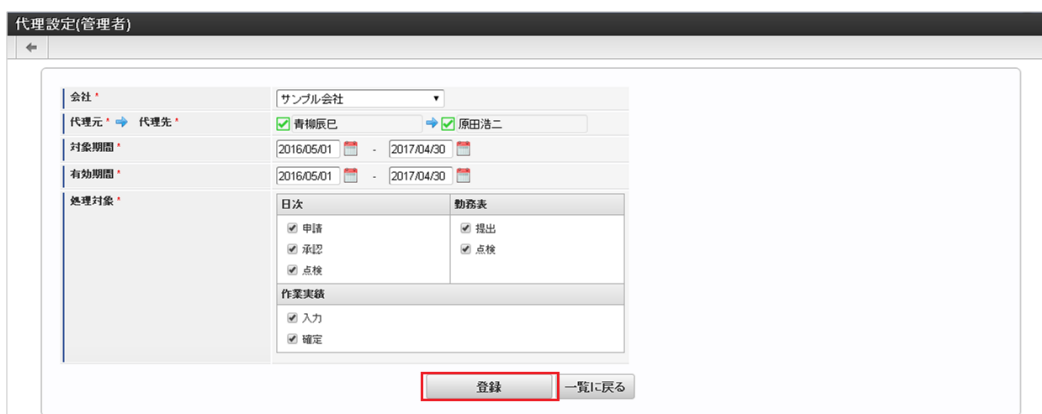 代理設定(管理者)
会社* サンプル会社
代理元* 代理先* 青柳辰巳 原田浩二
対象期間* 2016/05/01 - 2017/04/30
有効期間* 2016/05/01 - 2017/04/30
処理対象* 日次 勤務表
申請 提出
承認 点検
点検
作業実績
入力
確定
登録 一覧に戻る